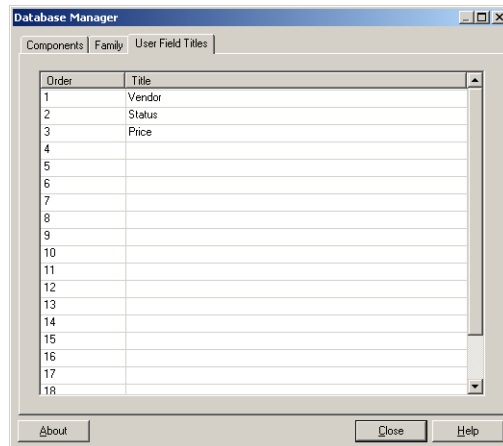 Database Manager
Components Family User Field Titles
Order Title
1 Vendor
2 Status
3 Price
4
5
6
7
8
9
10
11
12
13
14
15
16
17
18
About Close Help